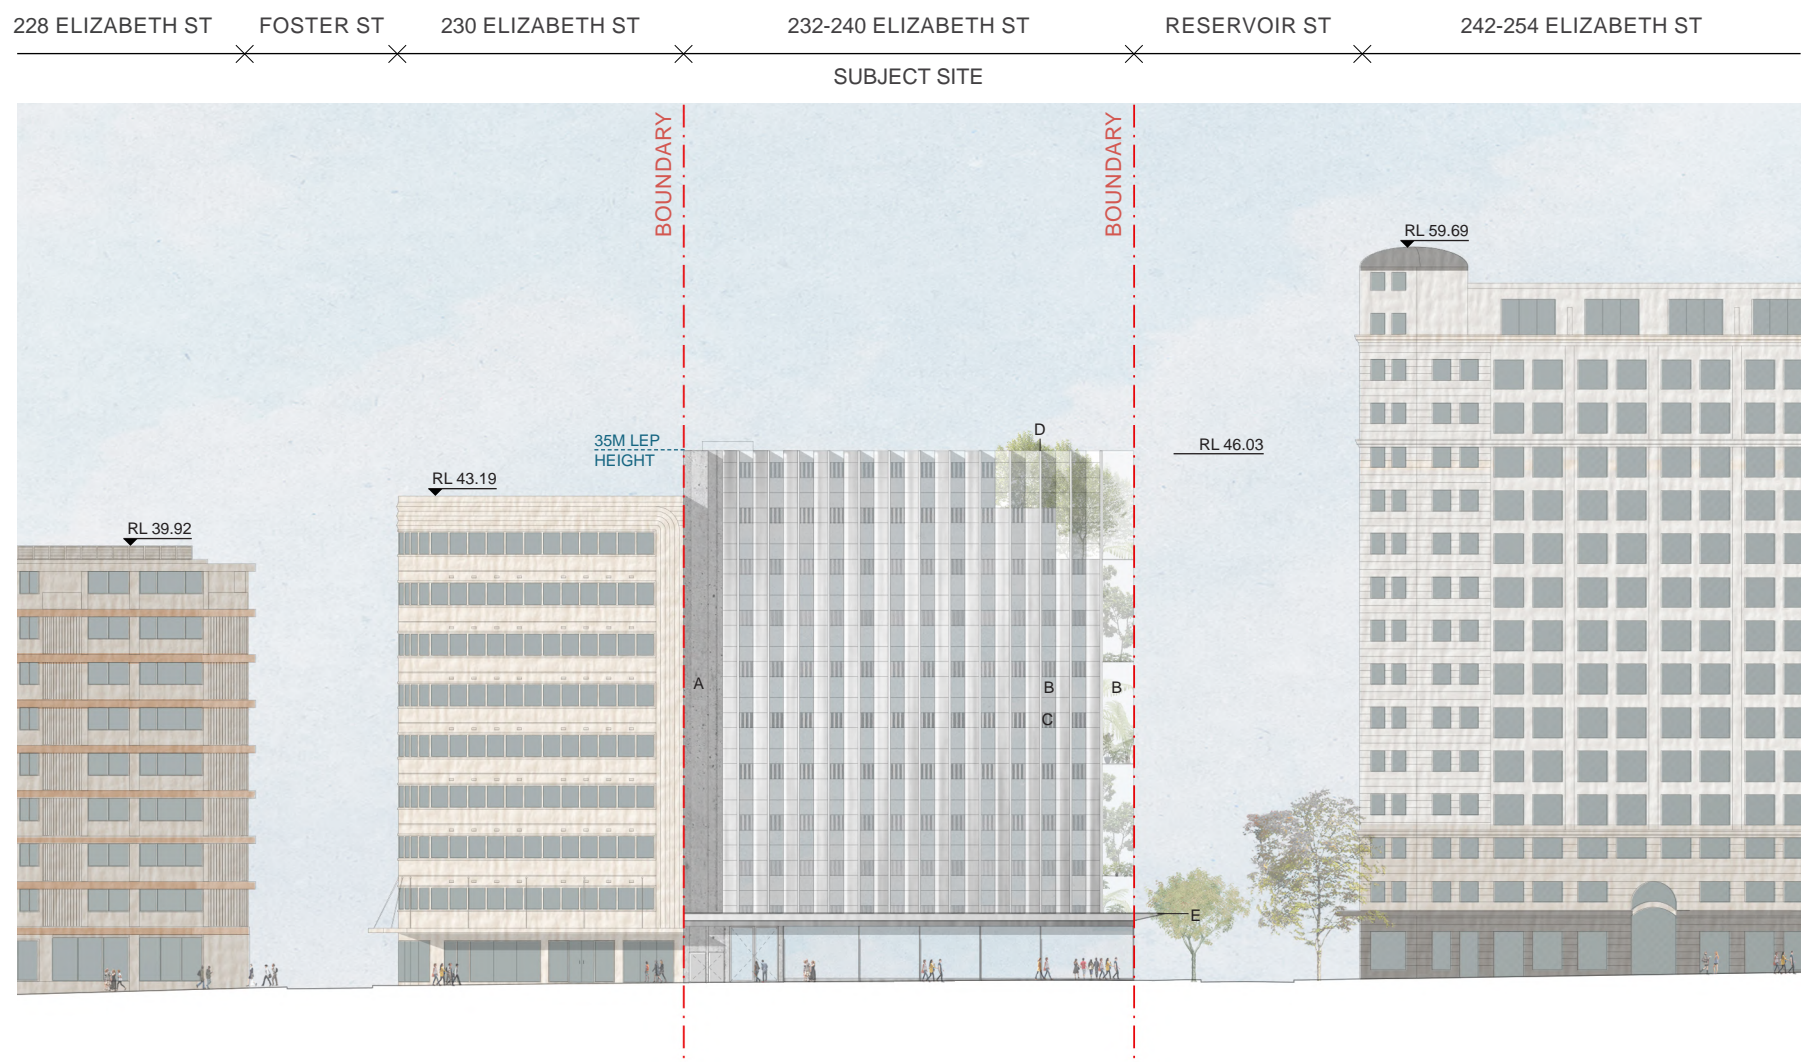 228 ELIZABETH ST
FOSTER ST
230 ELIZABETH ST
232-240 ELIZABETH ST
RESERVOIR ST
242-254 ELIZABETH ST
SUBJECT SITE
BOUNDARY
BOUNDARY
RL 59.69
D
35M LEP
HEIGHT
RL 46.03
RL 43.19
RL 39.92
A
B
B
C
E